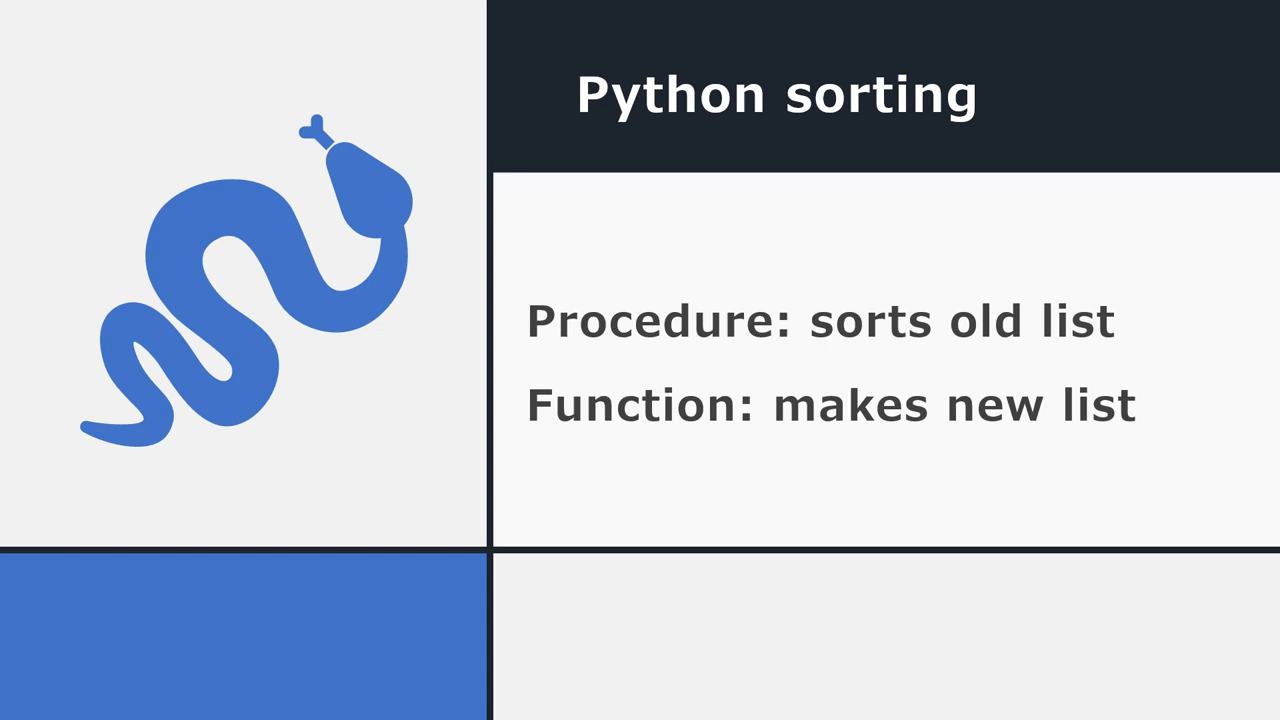 Python sorting
Procedure: sorts old list
Function: makes new list